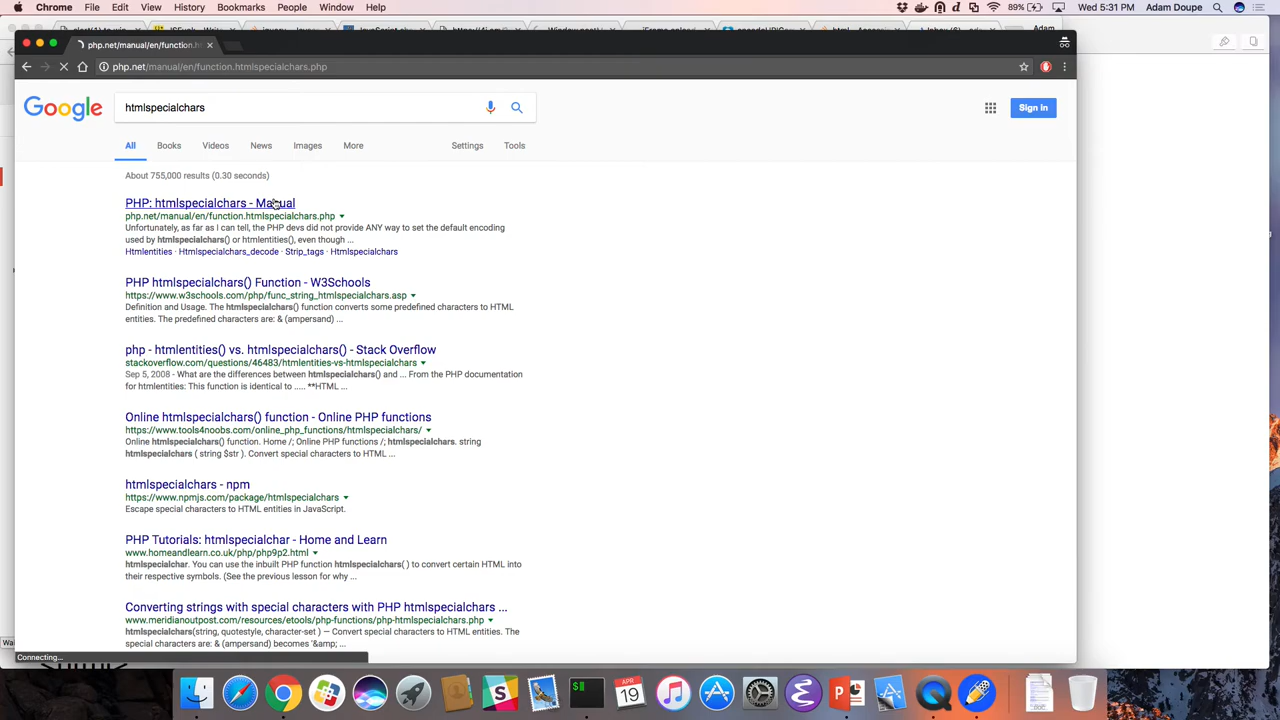 Chrome File Edit View History Bookmarks People Window Help
89% Wed 5:31 PM Adam Doupe
Adam
php.net/manual/en/function.ht
php.net/manual/en/function.htmlspecialchars.php
Google
htmlspecialchars
Sign in
All Books Videos News Images More Settings Tools
About 755,000 results (0.30 seconds)
PHP: htmlspecialchars - Manual
php.net/manual/en/function.htmlspecialchars.php
Unfortunately, as far as I can tell, the PHP devs did not provide ANY way to set the default encoding
used by htmlspecialchars() or htmlentities(), even though ...
Htmlentities · Htmlspecialchars_decode · Strip_tags · Htmlspecialchars
PHP htmlspecialchars() Function - W3Schools
https://www.w3schools.com/php/func_string_htmlspecialchars.asp
Definition and Usage. The htmlspecialchars() function converts some predefined characters to HTML
entities. The predefined characters are: & (ampersand) ...
php - htmlentities() vs. htmlspecialchars() - Stack Overflow
stackoverflow.com/questions/46483/htmlentities-vs-htmlspecialchars
Sep 5, 2008 - What are the differences between htmlspecialchars() and ... From the PHP documentation
for htmlentities: This function is identical to ..... **HTML ...
Online htmlspecialchars() function - Online PHP functions
https://www.tools4noobs.com/online_php_functions/htmlspecialchars/
Online htmlspecialchars() function. Home /; Online PHP functions /; htmlspecialchars. string
htmlspecialchars ( string $str ). Convert special characters to HTML ...
htmlspecialchars - npm
https://www.npmjs.com/package/htmlspecialchars
Escape special characters to HTML entities in JavaScript.
PHP Tutorials: htmlspecialchar - Home and Learn
www.homeandlearn.co.uk/php/php9p2.html
htmlspecialchar. You can use the inbuilt PHP function htmlspecialchars( ) to convert certain HTML into
their respective symbols. (See the previous lesson for why ...
Converting strings with special characters with PHP htmlspecialchars ...
www.meridianoutpost.com/resources/etools/php-functions/php-htmlspecialchars.php
htmlspecialchars(string, quotestyle, character-set ) — Convert special characters to HTML entities. The
special characters are: & (ampersand) becomes '&amp; ...
Connecting...
APR
19